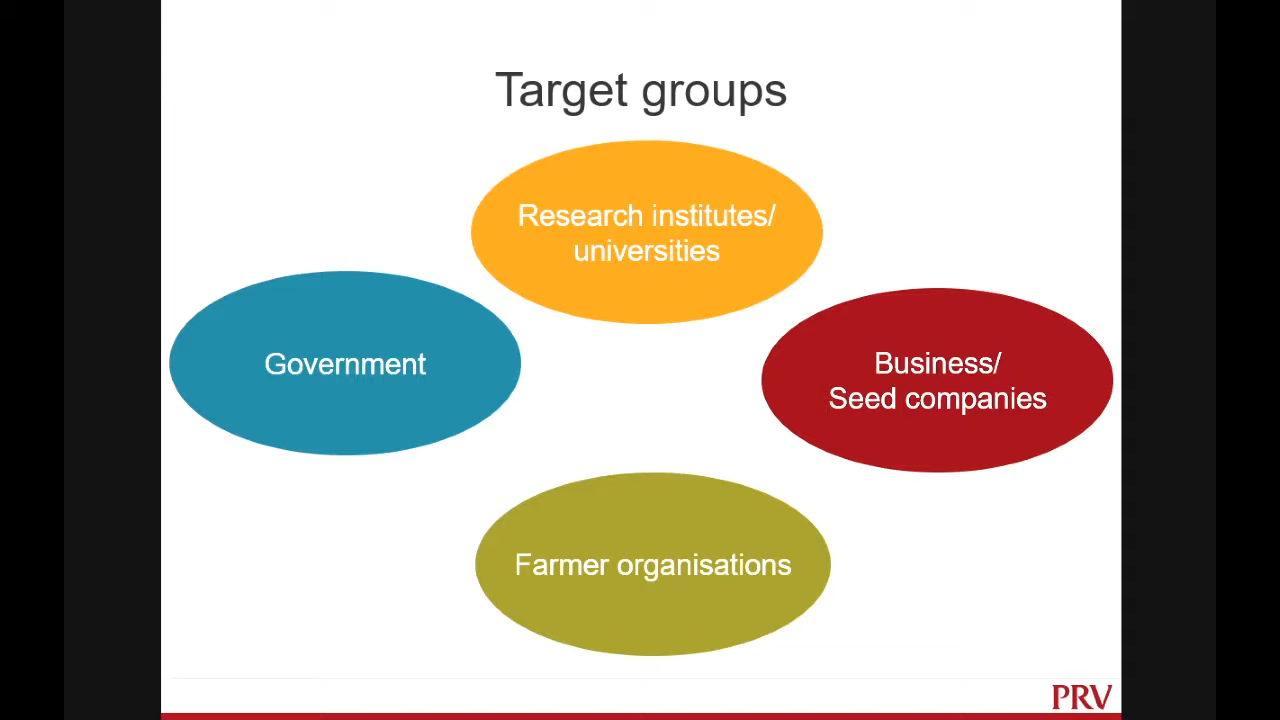 Target groups
Research institutes/
universities
Government
Business/
Seed companies
Farmer organisations
PRV